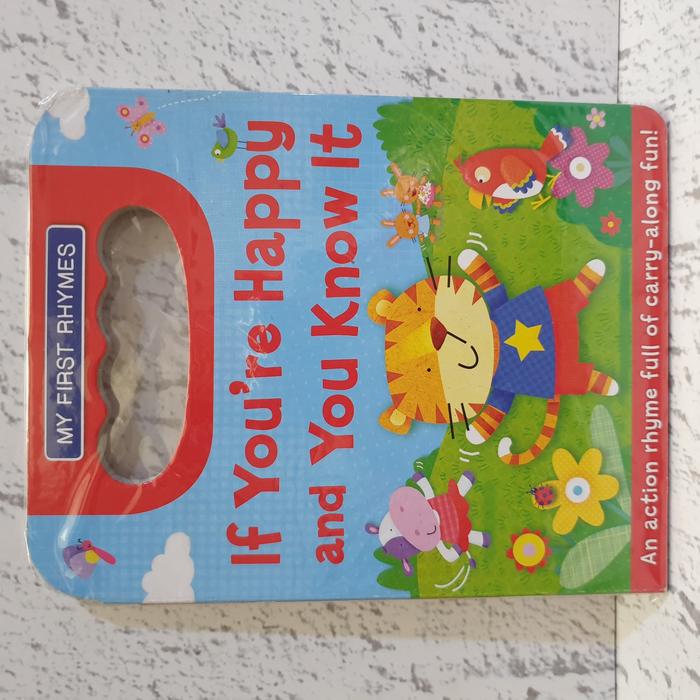 MY FIRST RHYMES
If You're Happy
and You Know It
An action rhyme full of carry-along fun!